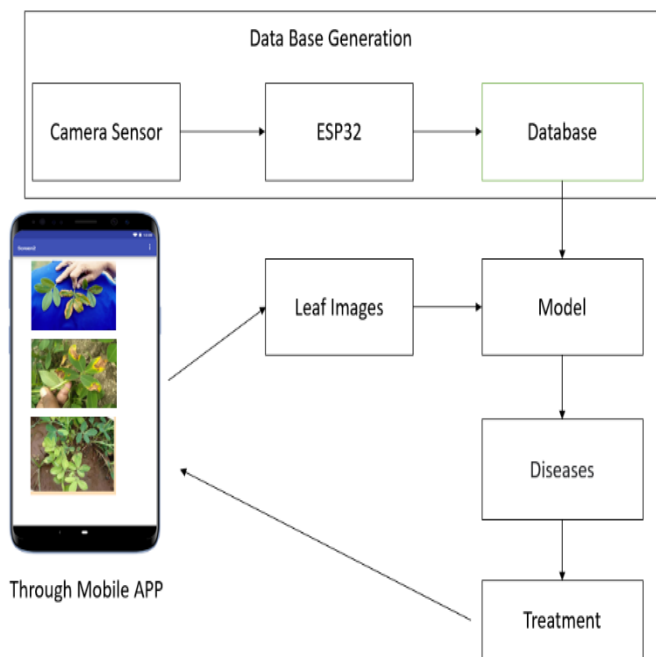 Data Base Generation
Camera Sensor
ESP32
Database
Leaf Images
Model
Diseases
Through Mobile APP
Treatment